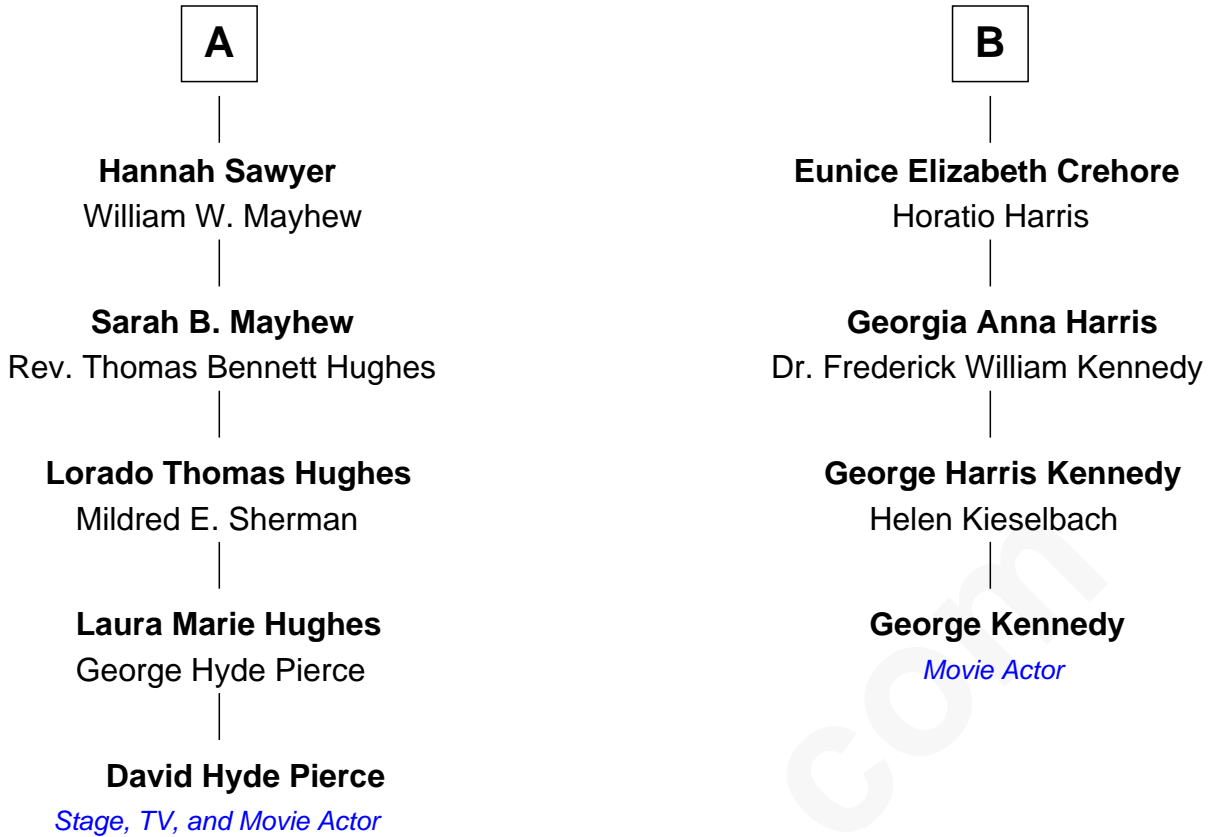 A
Hannah Sawyer
William W. Mayhew
Sarah B. Mayhew
Rev. Thomas Bennett Hughes
Lorado Thomas Hughes
Mildred E. Sherman
Laura Marie Hughes
George Hyde Pierce
David Hyde Pierce
Stage, TV, and Movie Actor
B
Eunice Elizabeth Crehore
Horatio Harris
Georgia Anna Harris
Dr. Frederick William Kennedy
George Harris Kennedy
Helen Kieselbach
George Kennedy
Movie Actor
com